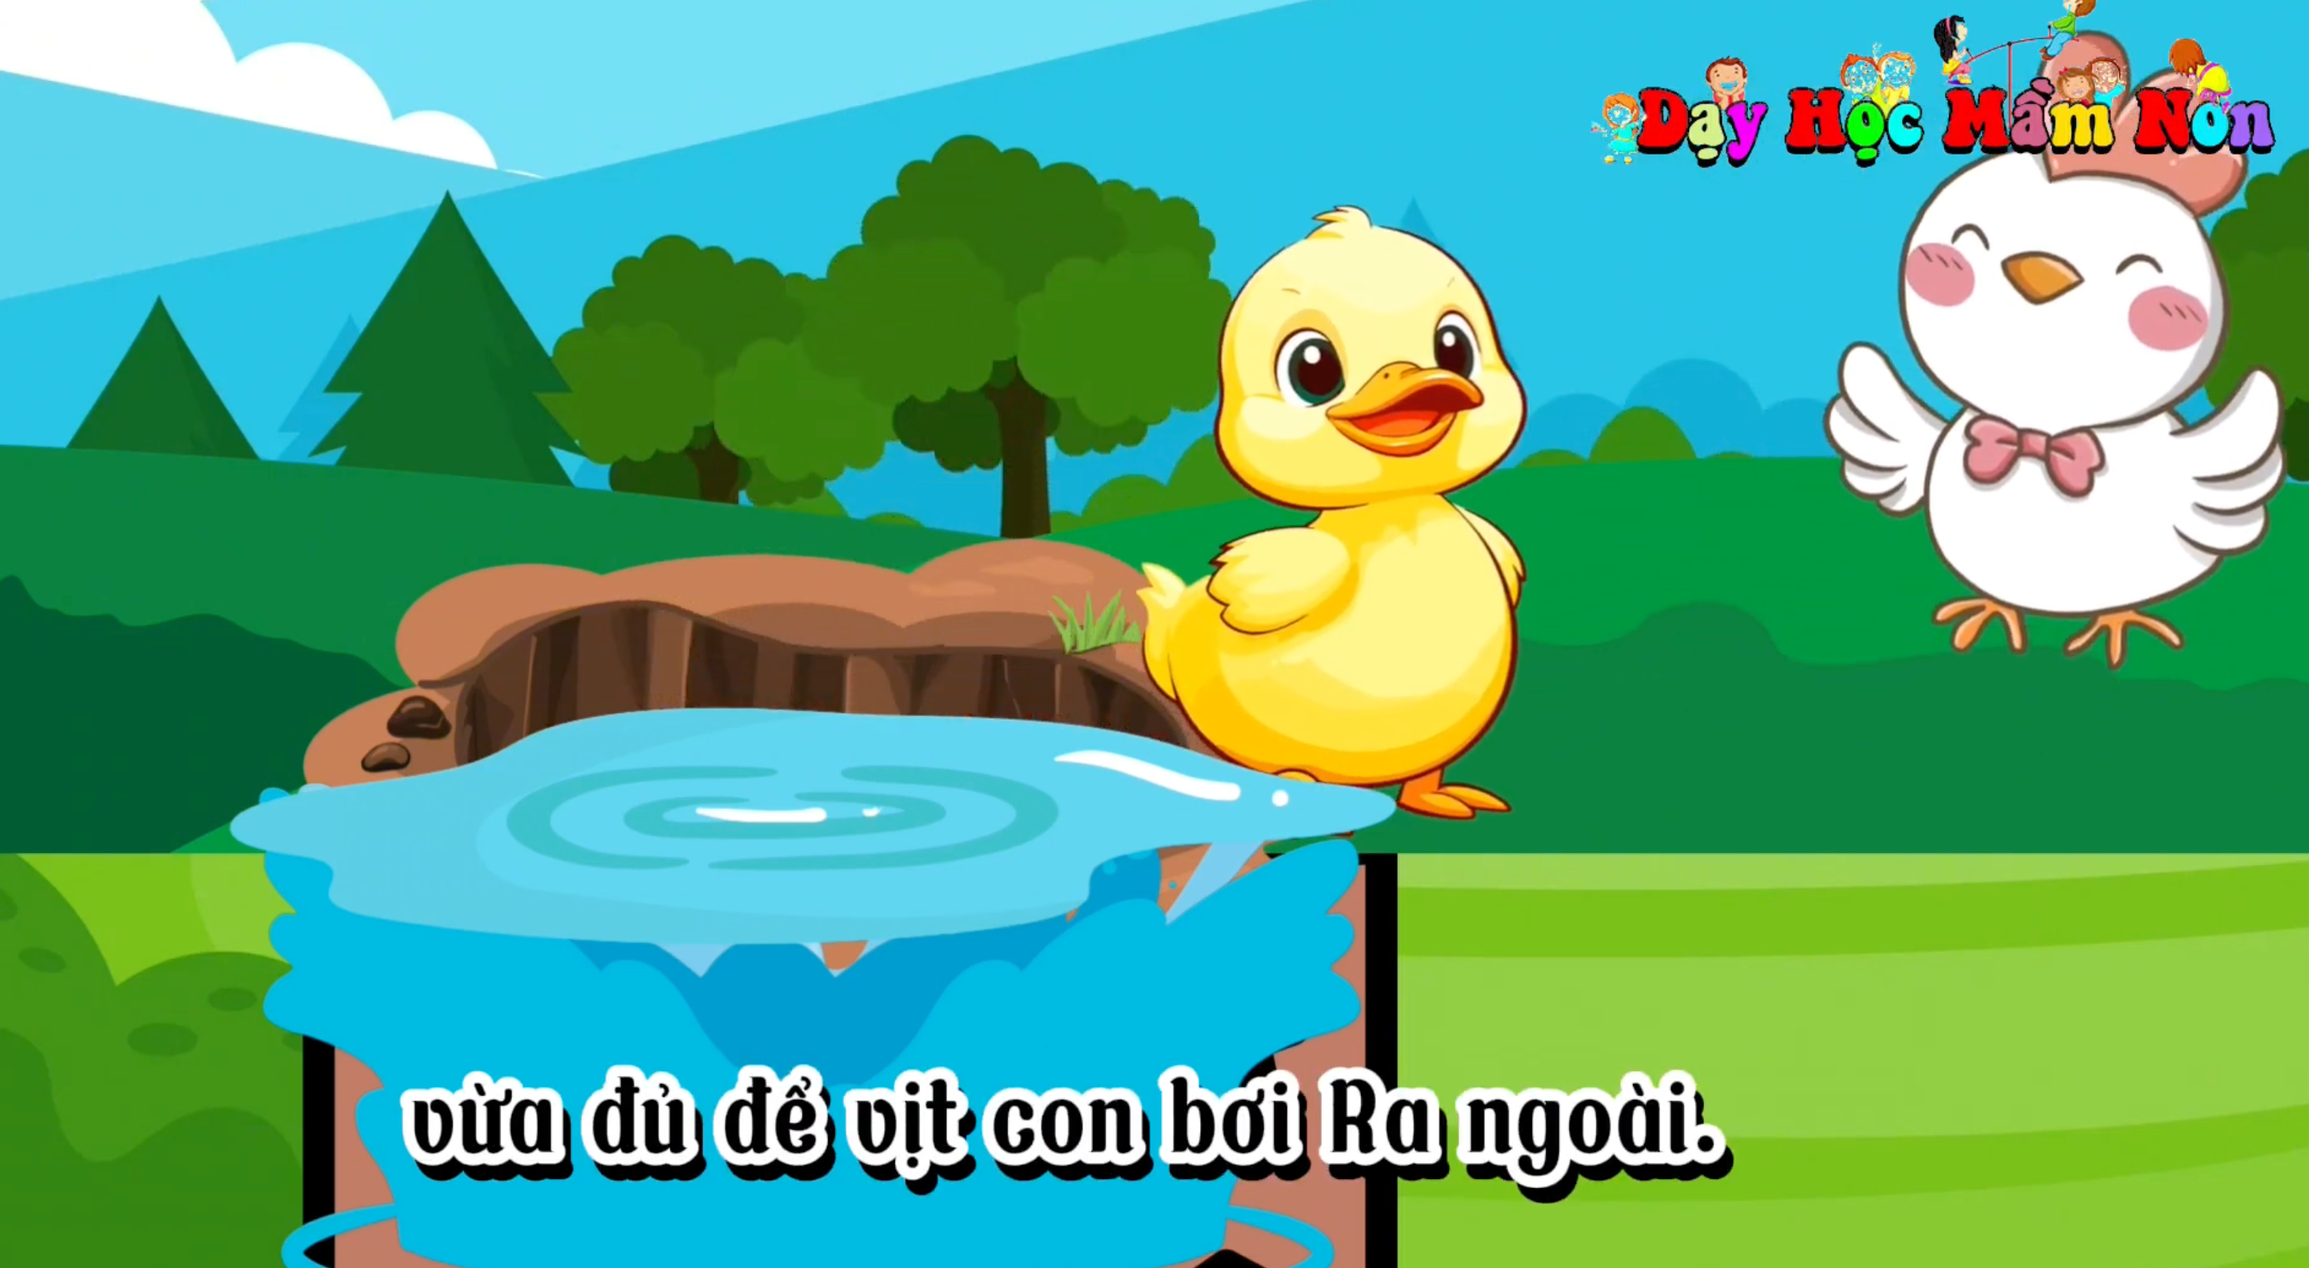 Dạy Học Mầm Non
vừa đủ để vịt con bơi Ra ngoài.